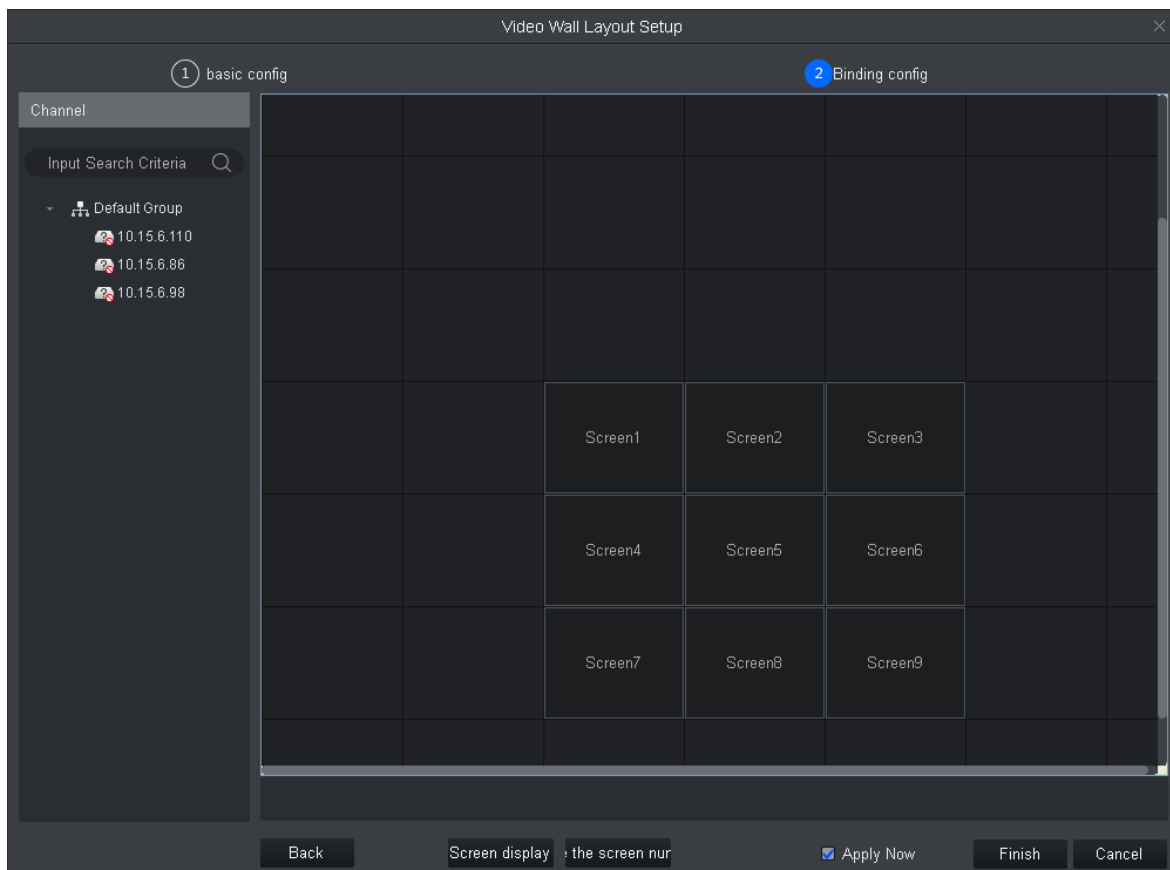 Video Wall Layout Setup
1 basic config
2 Binding config
Channel
Input Search Criteria
Default Group
10.15.6.110
10.15.6.86
10.15.6.98
Screen1 Screen2 Screen3
Screen4 Screen5 Screen6
Screen7 Screen8 Screen9
Back Screen display the screen nur Apply Now Finish Cancel